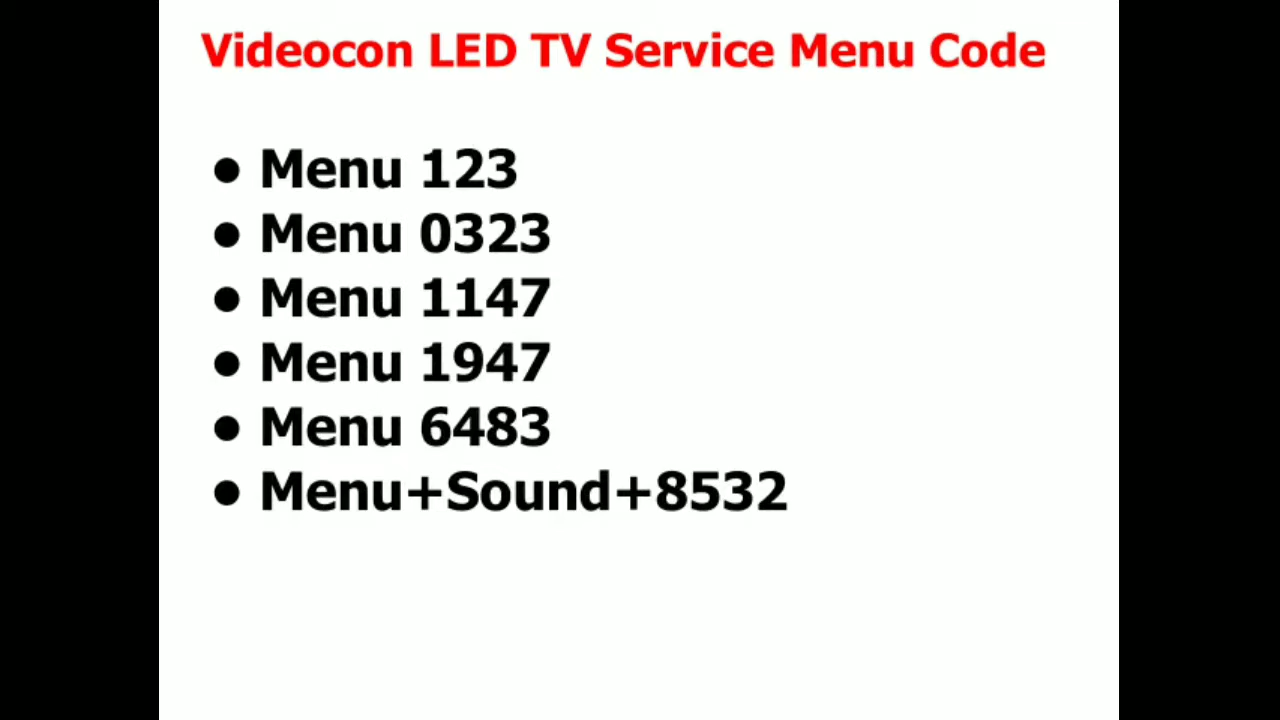 Videocon LED TV Service Menu Code
● Menu 123
● Menu 0323
● Menu 1147
● Menu 1947
● Menu 6483
● Menu+Sound+8532